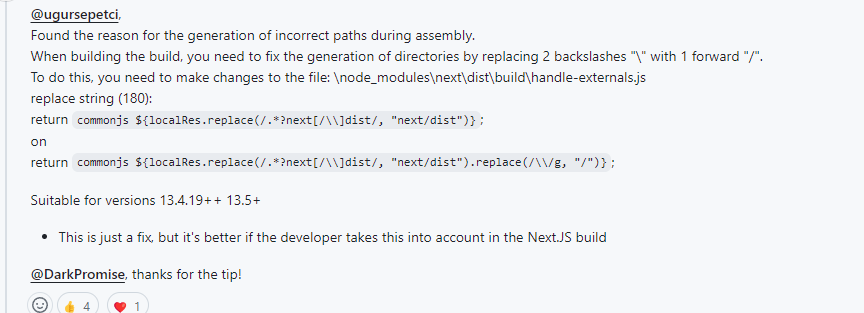 @ugursepetci,
Found the reason for the generation of incorrect paths during assembly.
When building the build, you need to fix the generation of directories by replacing 2 backslashes "\" with 1 forward "/".
To do this, you need to make changes to the file: \node_modules\next\dist\build\handle-externals.js
replace string (180):
return commonjs ${localRes.replace(/.*?next[/\\]dist/, "next/dist")};
on
return commonjs ${localRes.replace(/.*?next[/\\]dist/, "next/dist").replace(/\\/g, "/")};
Suitable for versions 13.4.19++ 13.5+
• This is just a fix, but it's better if the developer takes this into account in the NextJS build
@DarkPromise, thanks for the tip!
4 1